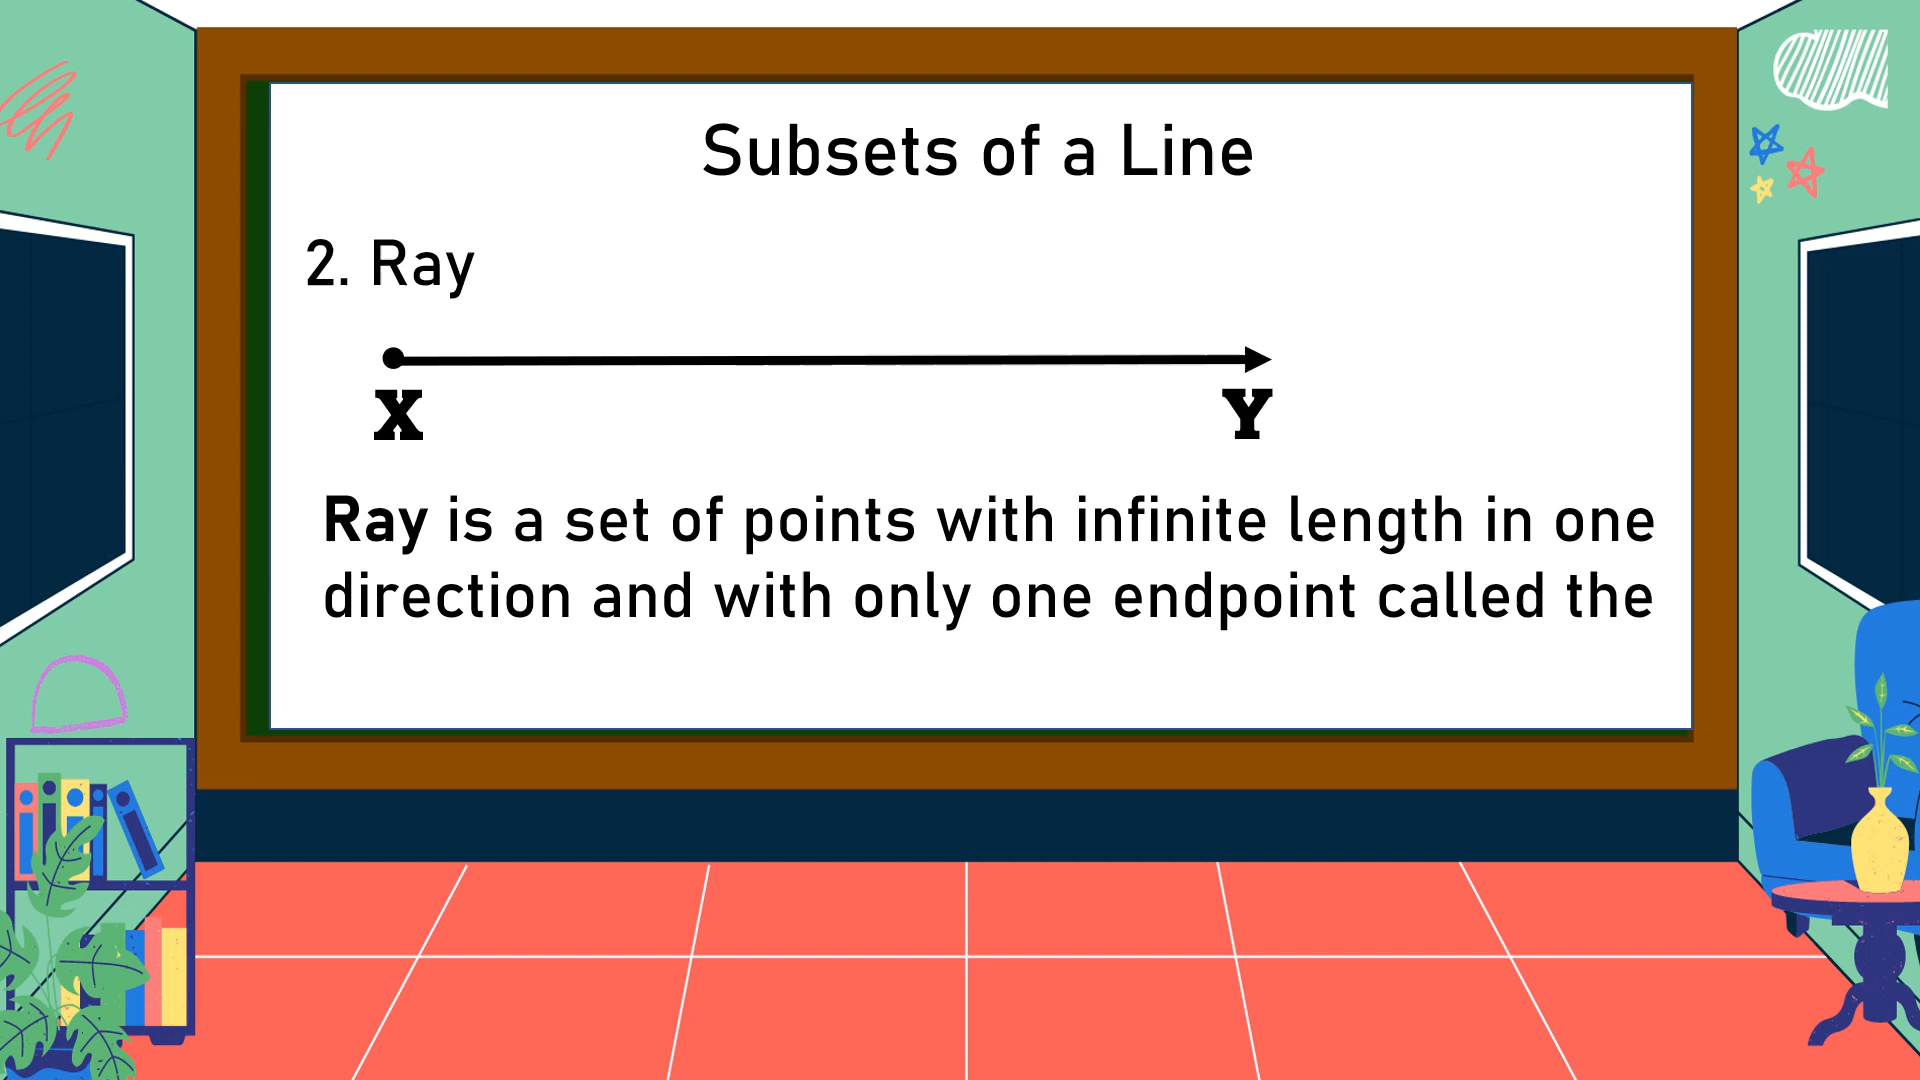 Subsets of a Line
2. Ray
X Y
Ray is a set of points with infinite length in one
direction and with only one endpoint called the